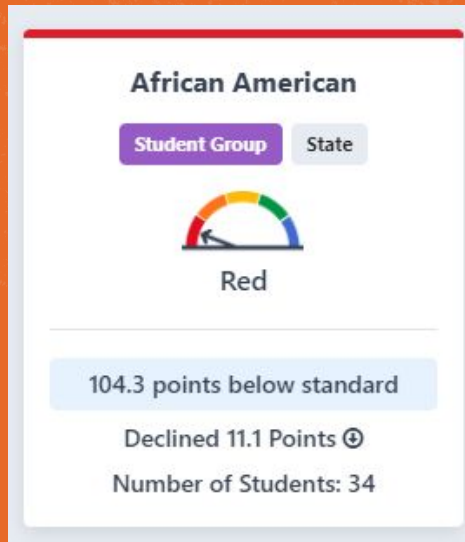 African American
Student Group State
Red
104.3 points below standard
Declined 11.1 Points
Number of Students: 34